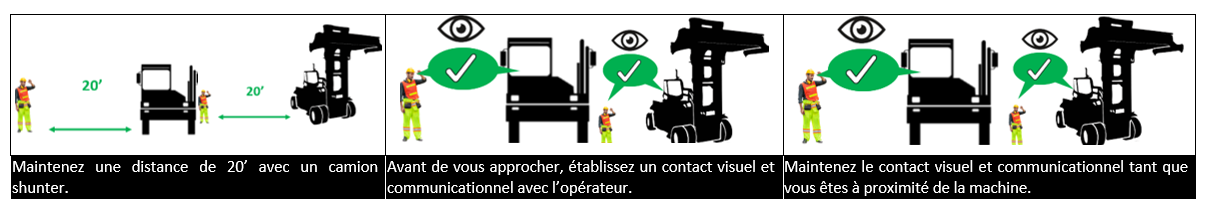 20’
20’
Maintenez une distance de 20’ avec un camion
shunter.
Avant de vous approcher, établissez un contact visuel et
communicationnel avec l’opérateur.
Maintenez le contact visuel et communicationnel tant que
vous êtes à proximité de la machine.